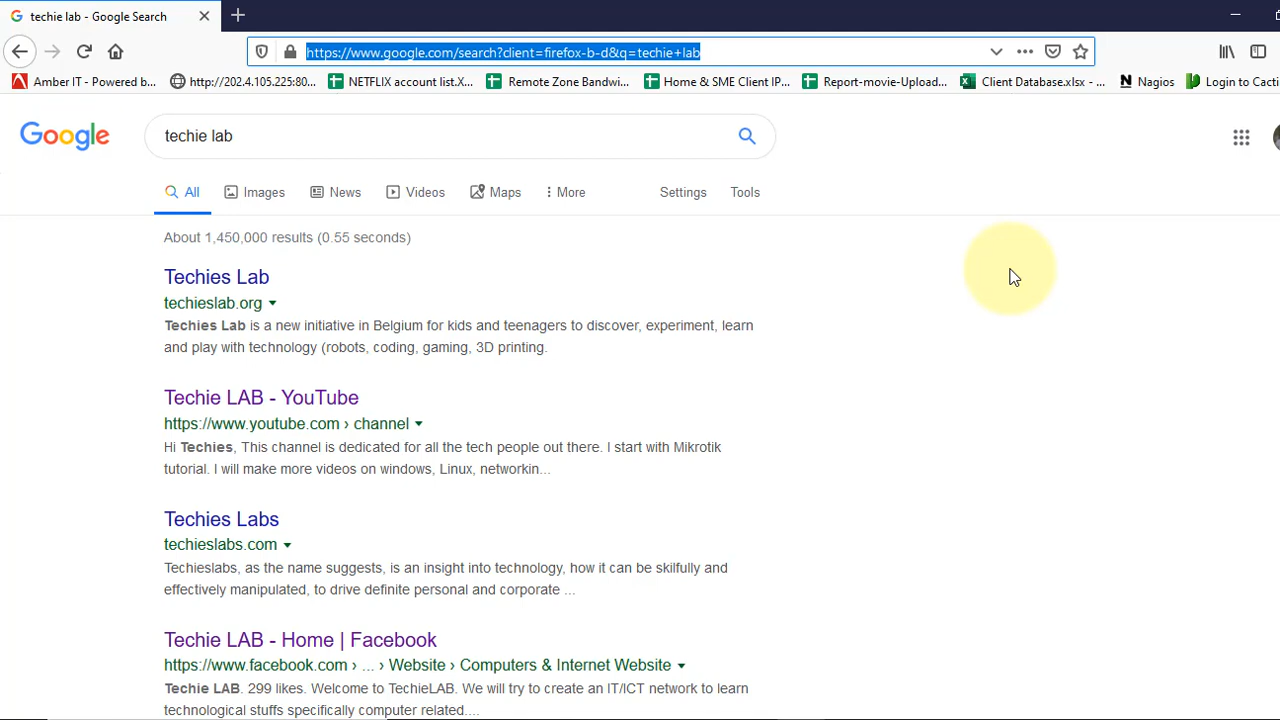 techie lab - Google Search
https://www.google.com/search?client=firefox-b-d&q=techie+lab
Amber IT - Powered b...
http://202.4.105.225:80...
NETFLIX account list.X...
Remote Zone Bandwi...
Home & SME Client IP...
Report-movie-Upload...
Client Database.xlsx - ...
Nagios
Login to Cacti
Google
techie lab
All
Images
News
Videos
Maps
More
Settings
Tools
About 1,450,000 results (0.55 seconds)
Techies Lab
techieslab.org
Techies Lab is a new initiative in Belgium for kids and teenagers to discover, experiment, learn
and play with technology (robots, coding, gaming, 3D printing.
Techie LAB - YouTube
https://www.youtube.com › channel
Hi Techies, This channel is dedicated for all the tech people out there. I start with Mikrotik
tutorial. I will make more videos on windows, Linux, networkin...
Techies Labs
techieslabs.com
Techieslabs, as the name suggests, is an insight into technology, how it can be skilfully and
effectively manipulated, to drive definite personal and corporate ...
Techie LAB - Home | Facebook
https://www.facebook.com › ... › Website › Computers & Internet Website
Techie LAB. 299 likes. Welcome to TechieLAB. We will try to create an IT/ICT network to learn
technological stuffs specifically computer related....